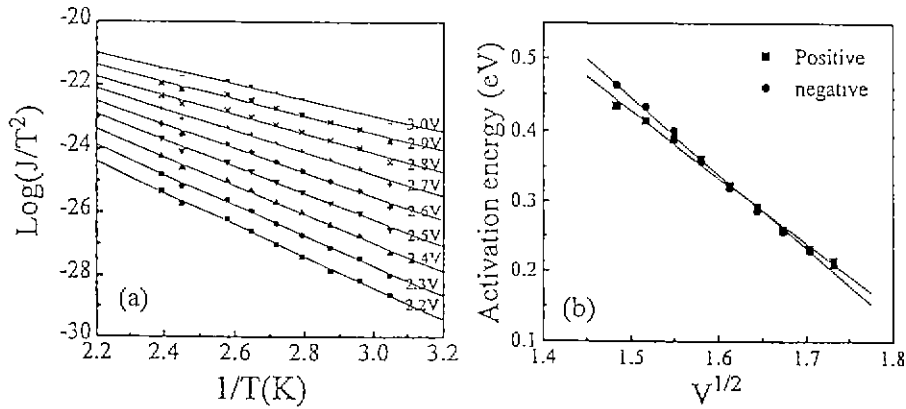 -20
-22
-24
-26
-28
-30
Log(J/T²)
3.0V
2.9V
2.8V
2.7V
2.6V
2.5V
2.4V
2.3V
2.2V
(a)
2.2 2.4 2.6 2.8 3.0 3.2
1/T(K)
0.5
0.4
0.3
0.2
0.1
Activation energy (eV)
Positive
negative
(b)
1.4 1.5 1.6 1.7 1.8
V^1/2